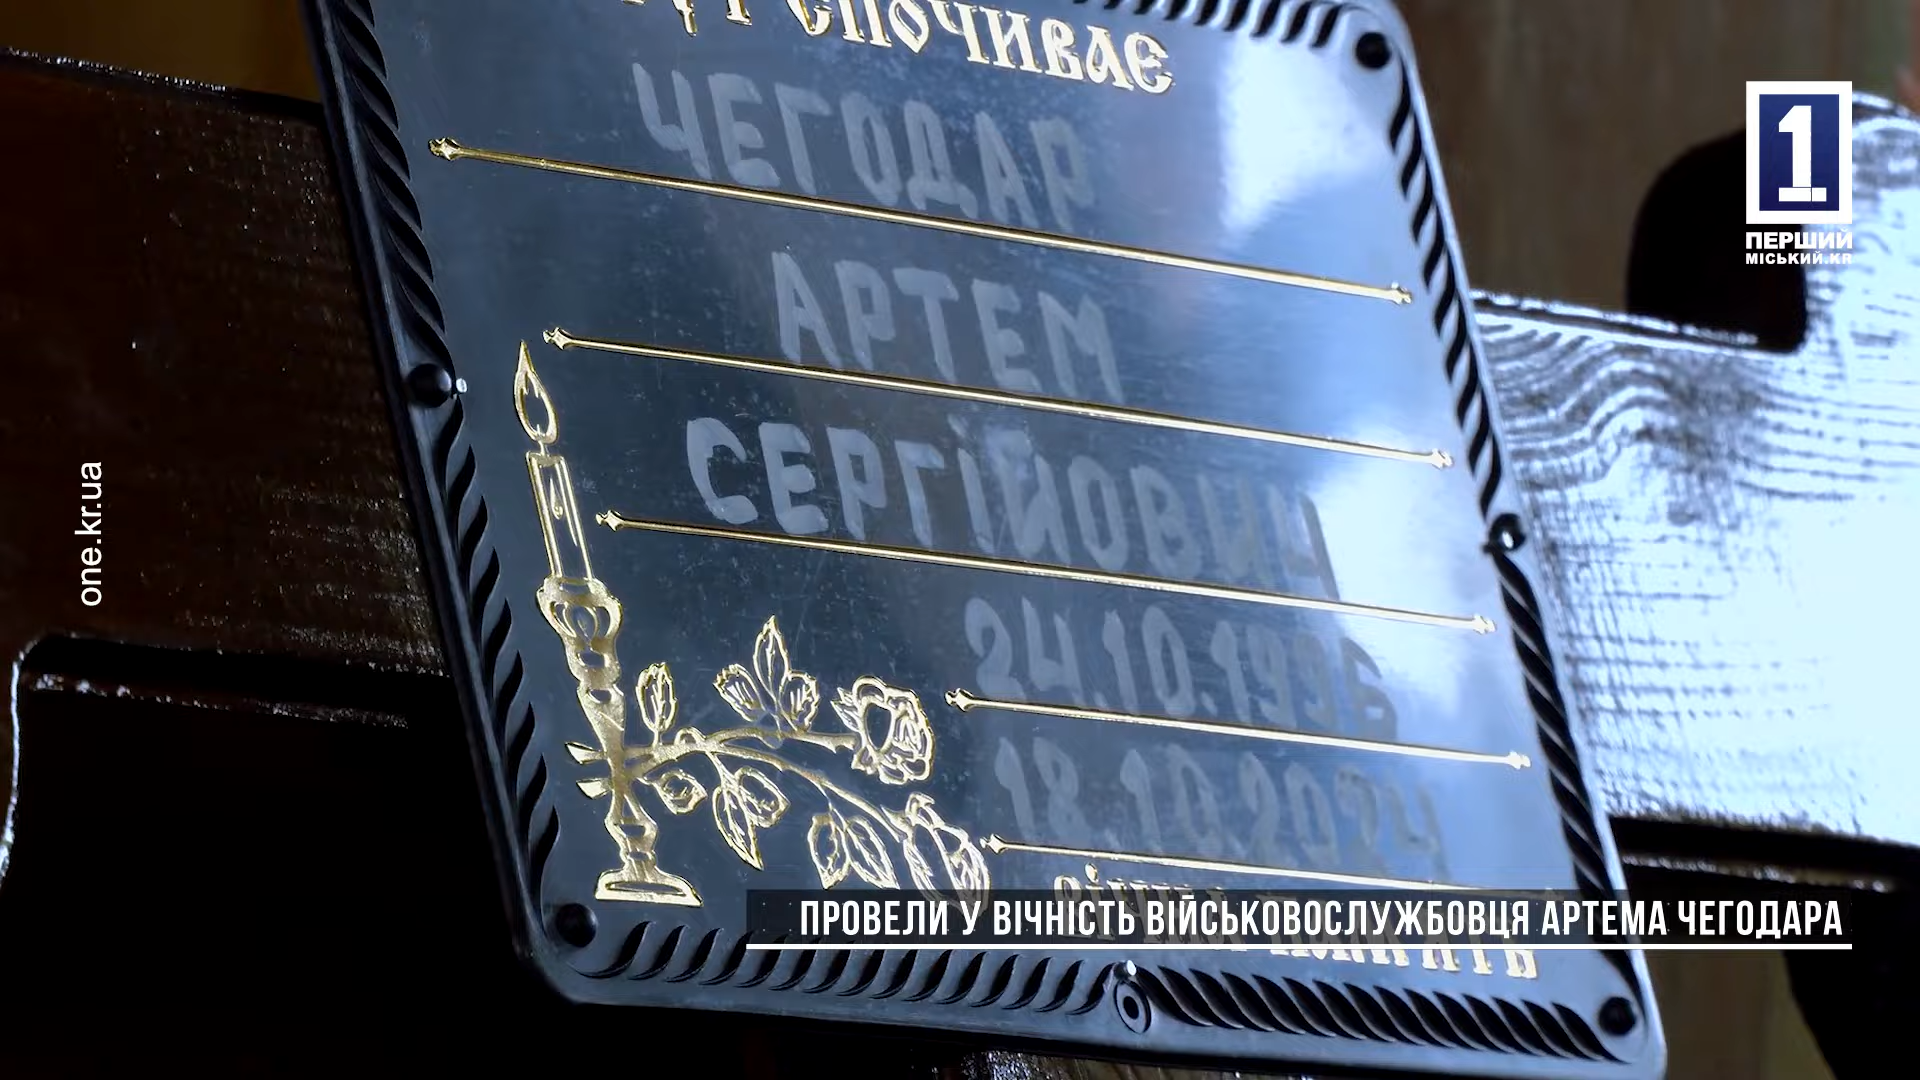 СПОЧИВАЄ
ЧЕГОДАР
АРТЕМ
СЕРГІЙОВИЧ
24.10.1996
18.10.2024
ПРОВЕЛИ У ВІЧНІСТЬ ВІЙСЬКОВОСЛУЖБОВЦЯ АРТЕМА ЧЕГОДАРА
1
ПЕРШИЙ
МІСЬКИЙ.KR
one.kr.ua